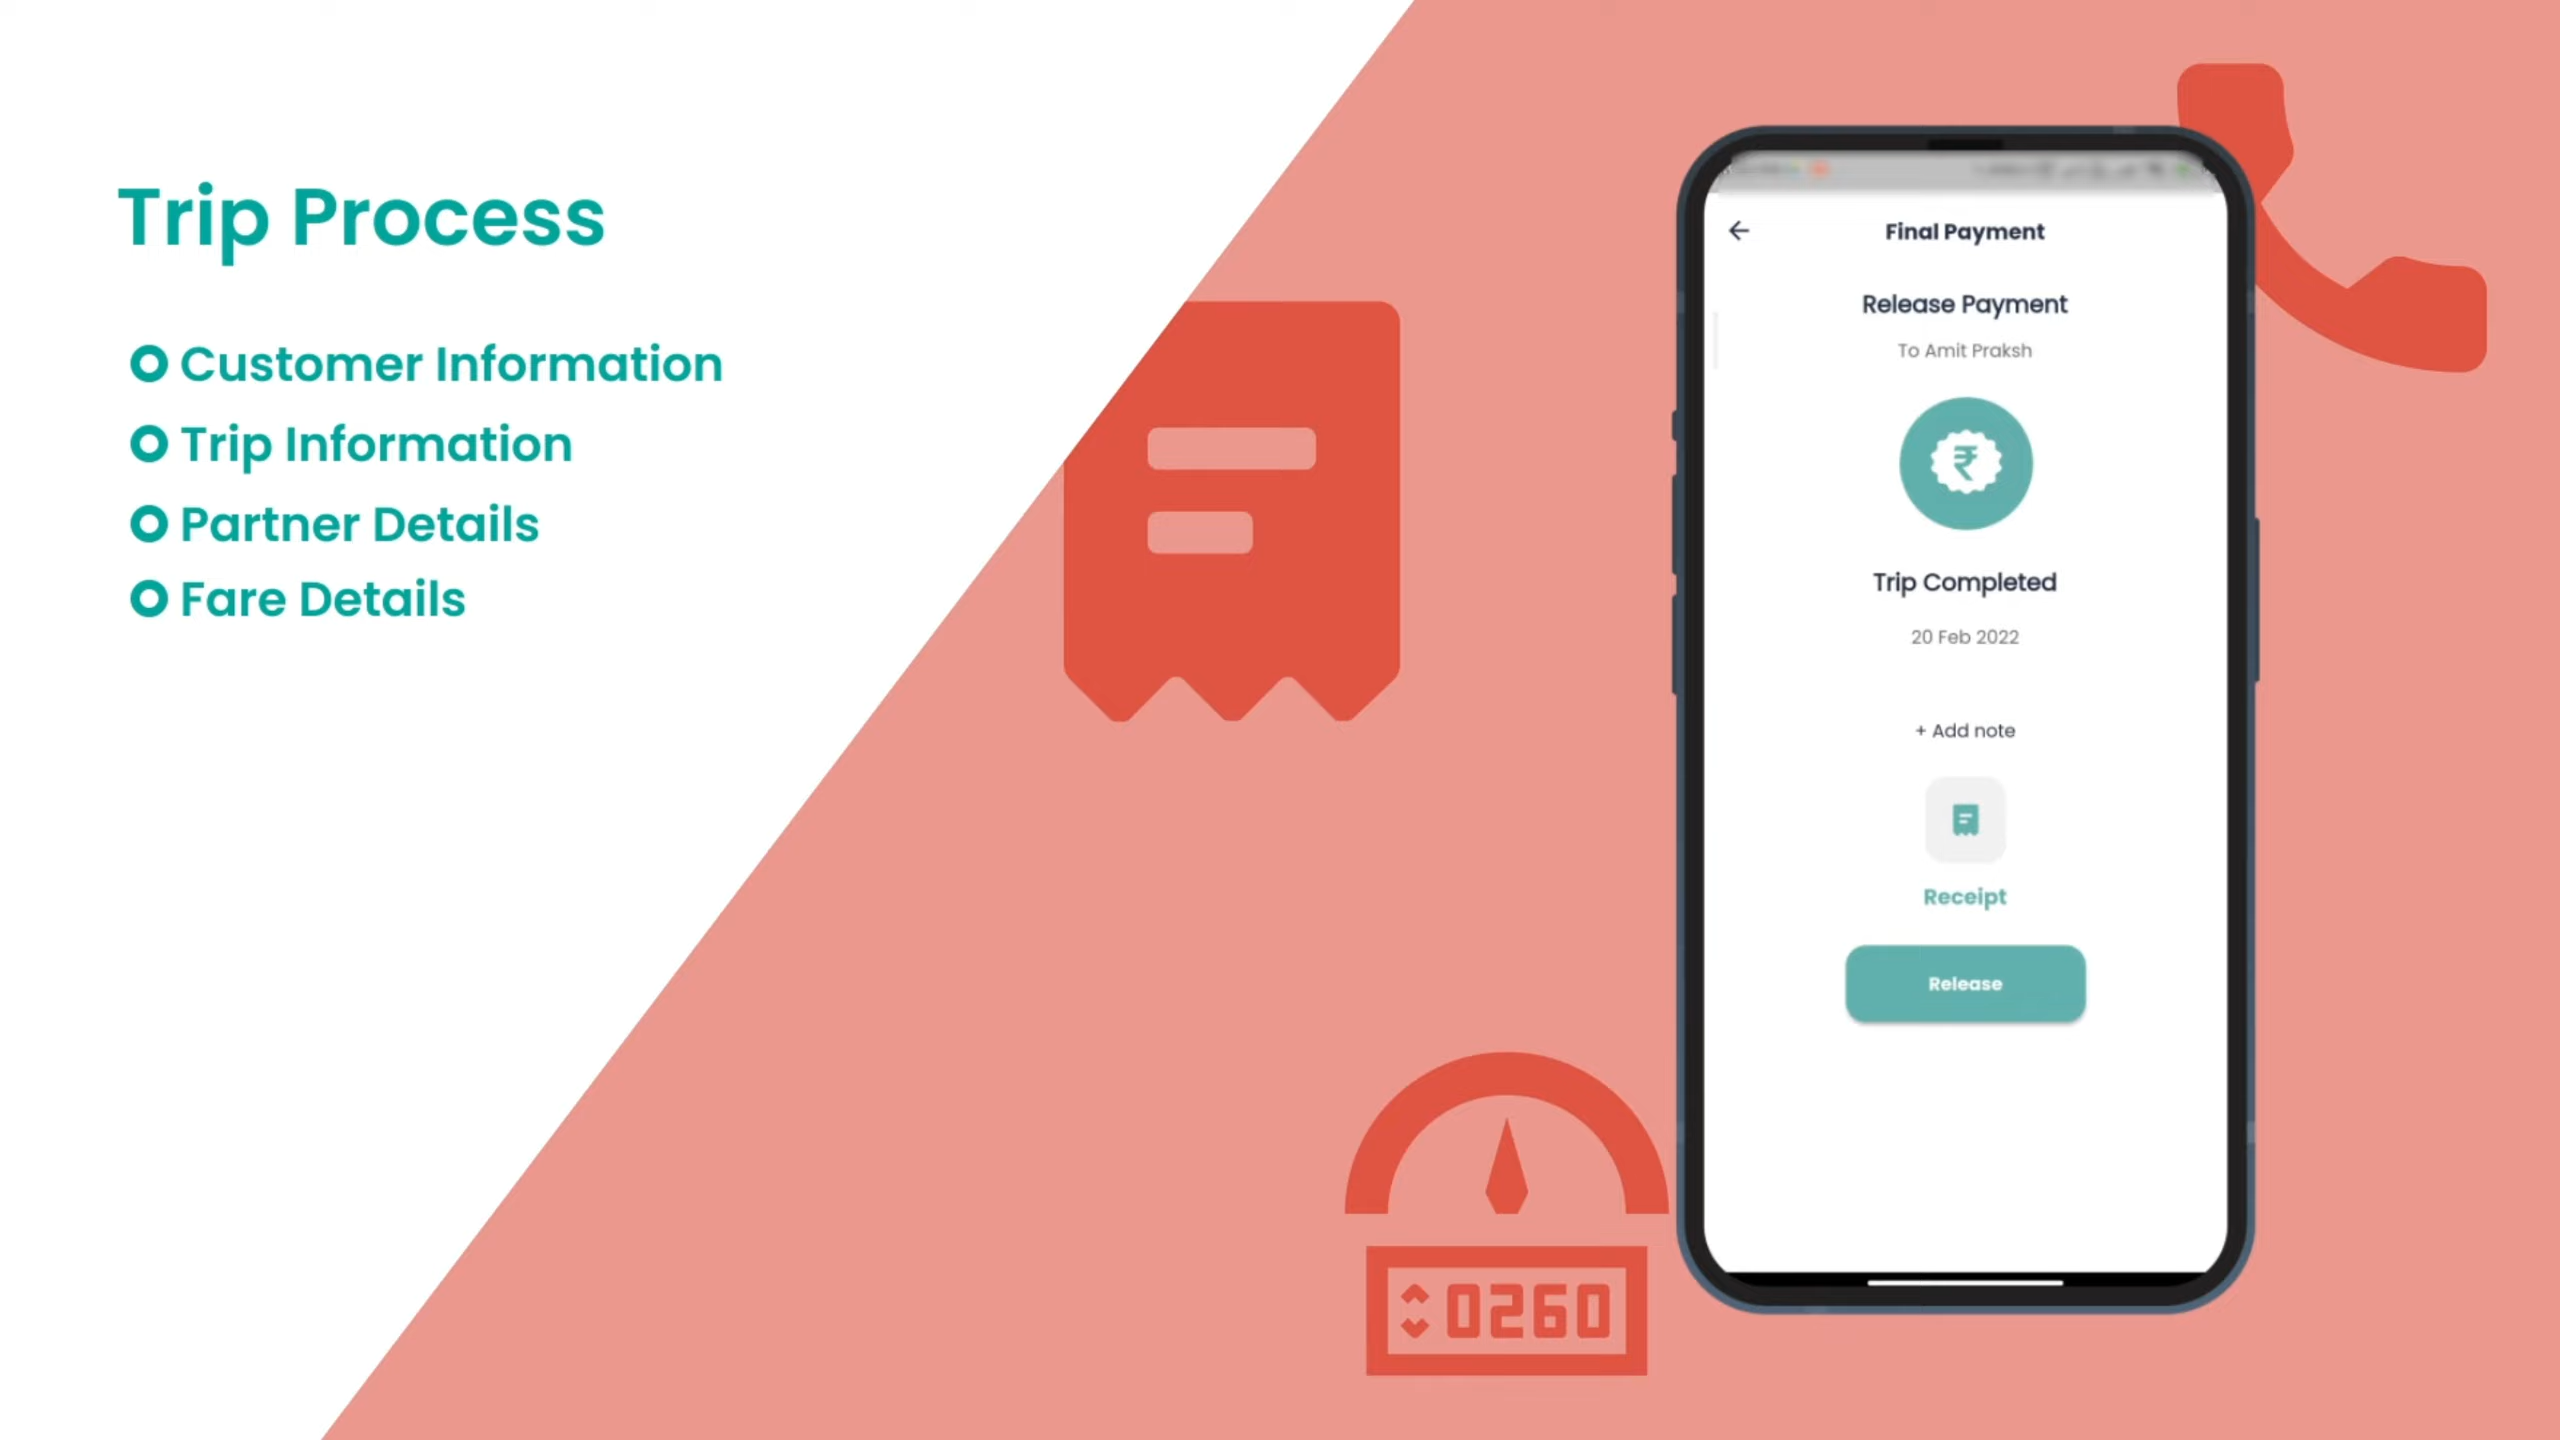 Trip Process
Customer Information
Trip Information
Partner Details
Fare Details
Final Payment
Release Payment
To Amit Praksh
₹
Trip Completed
20 Feb 2022
+ Add note
Receipt
Release
0260